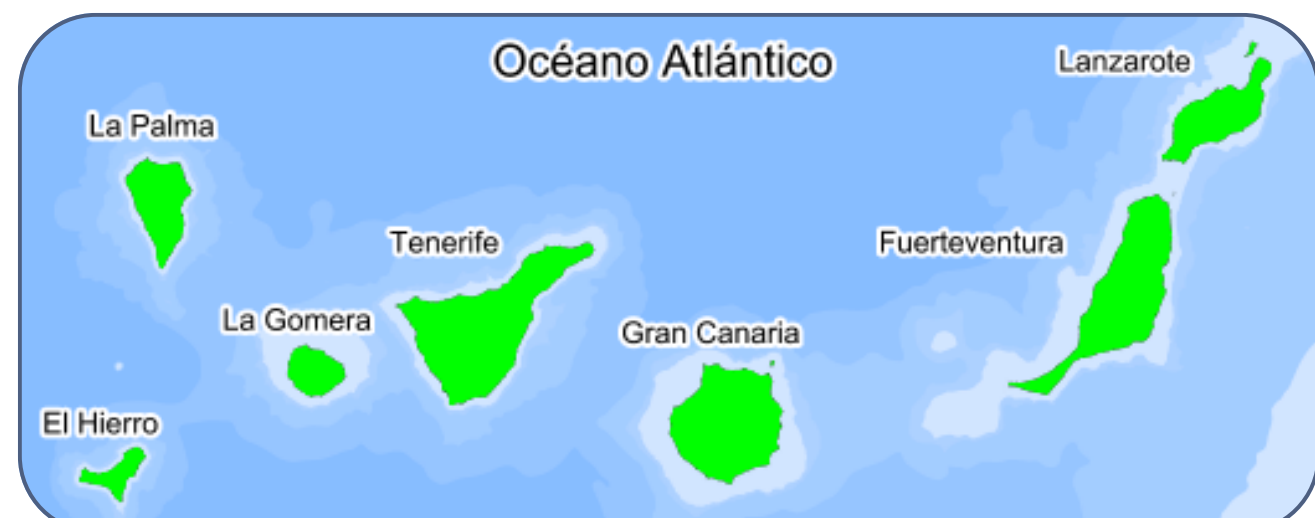 Océano Atlántico
Lanzarote
La Palma
Tenerife
Fuerteventura
La Gomera
Gran Canaria
El Hierro